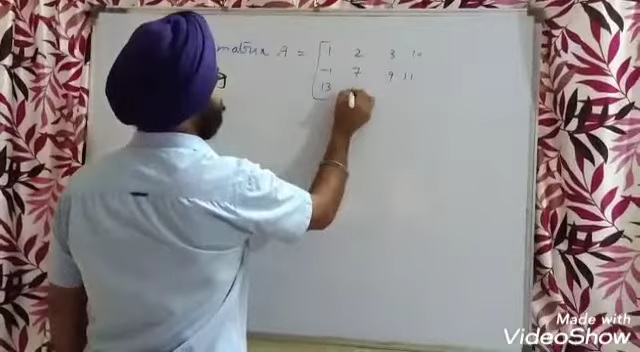 matrix A = [ 1 2 3 10
-1 7 9 11
13
Made with
VideoShow